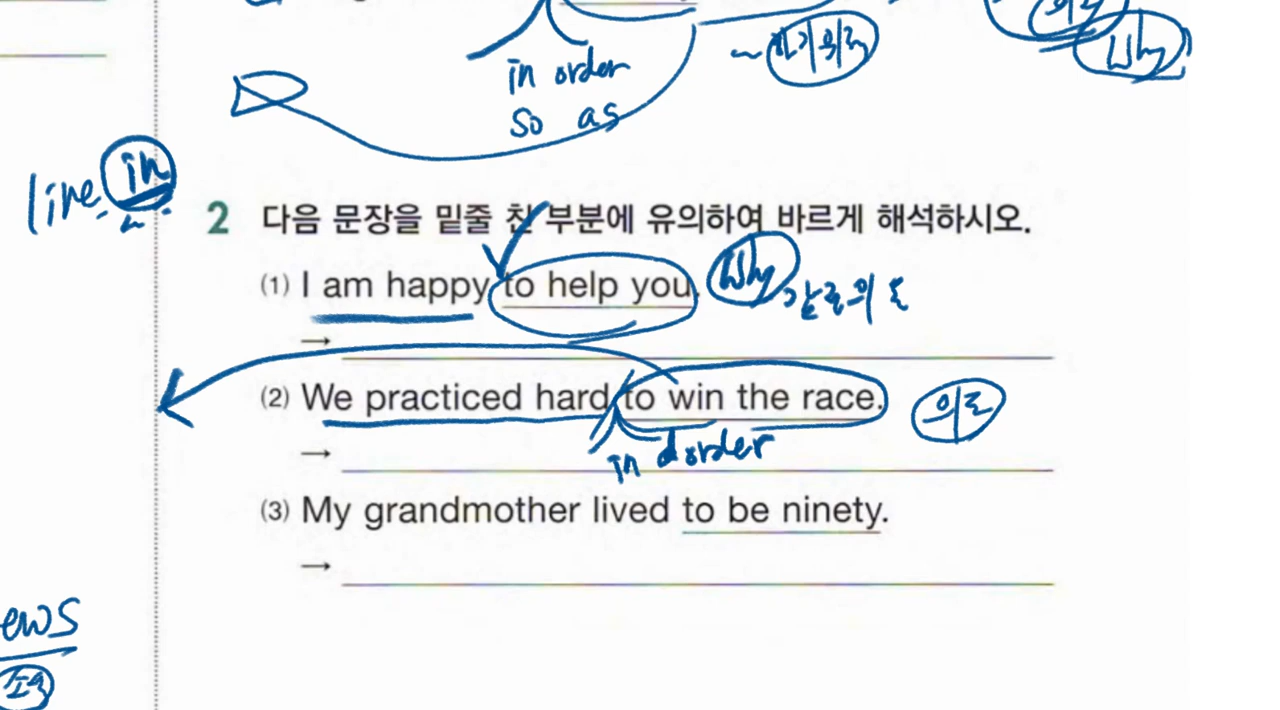 in order
~하기 위해
why
so as
live in
2 다음 문장을 밑줄 친 부분에 유의하여 바르게 해석하시오.
(1) I am happy to help you. why 감정의
→
(2) We practiced hard to win the race. 의도
in order
→
(3) My grandmother lived to be ninety.
→
ews